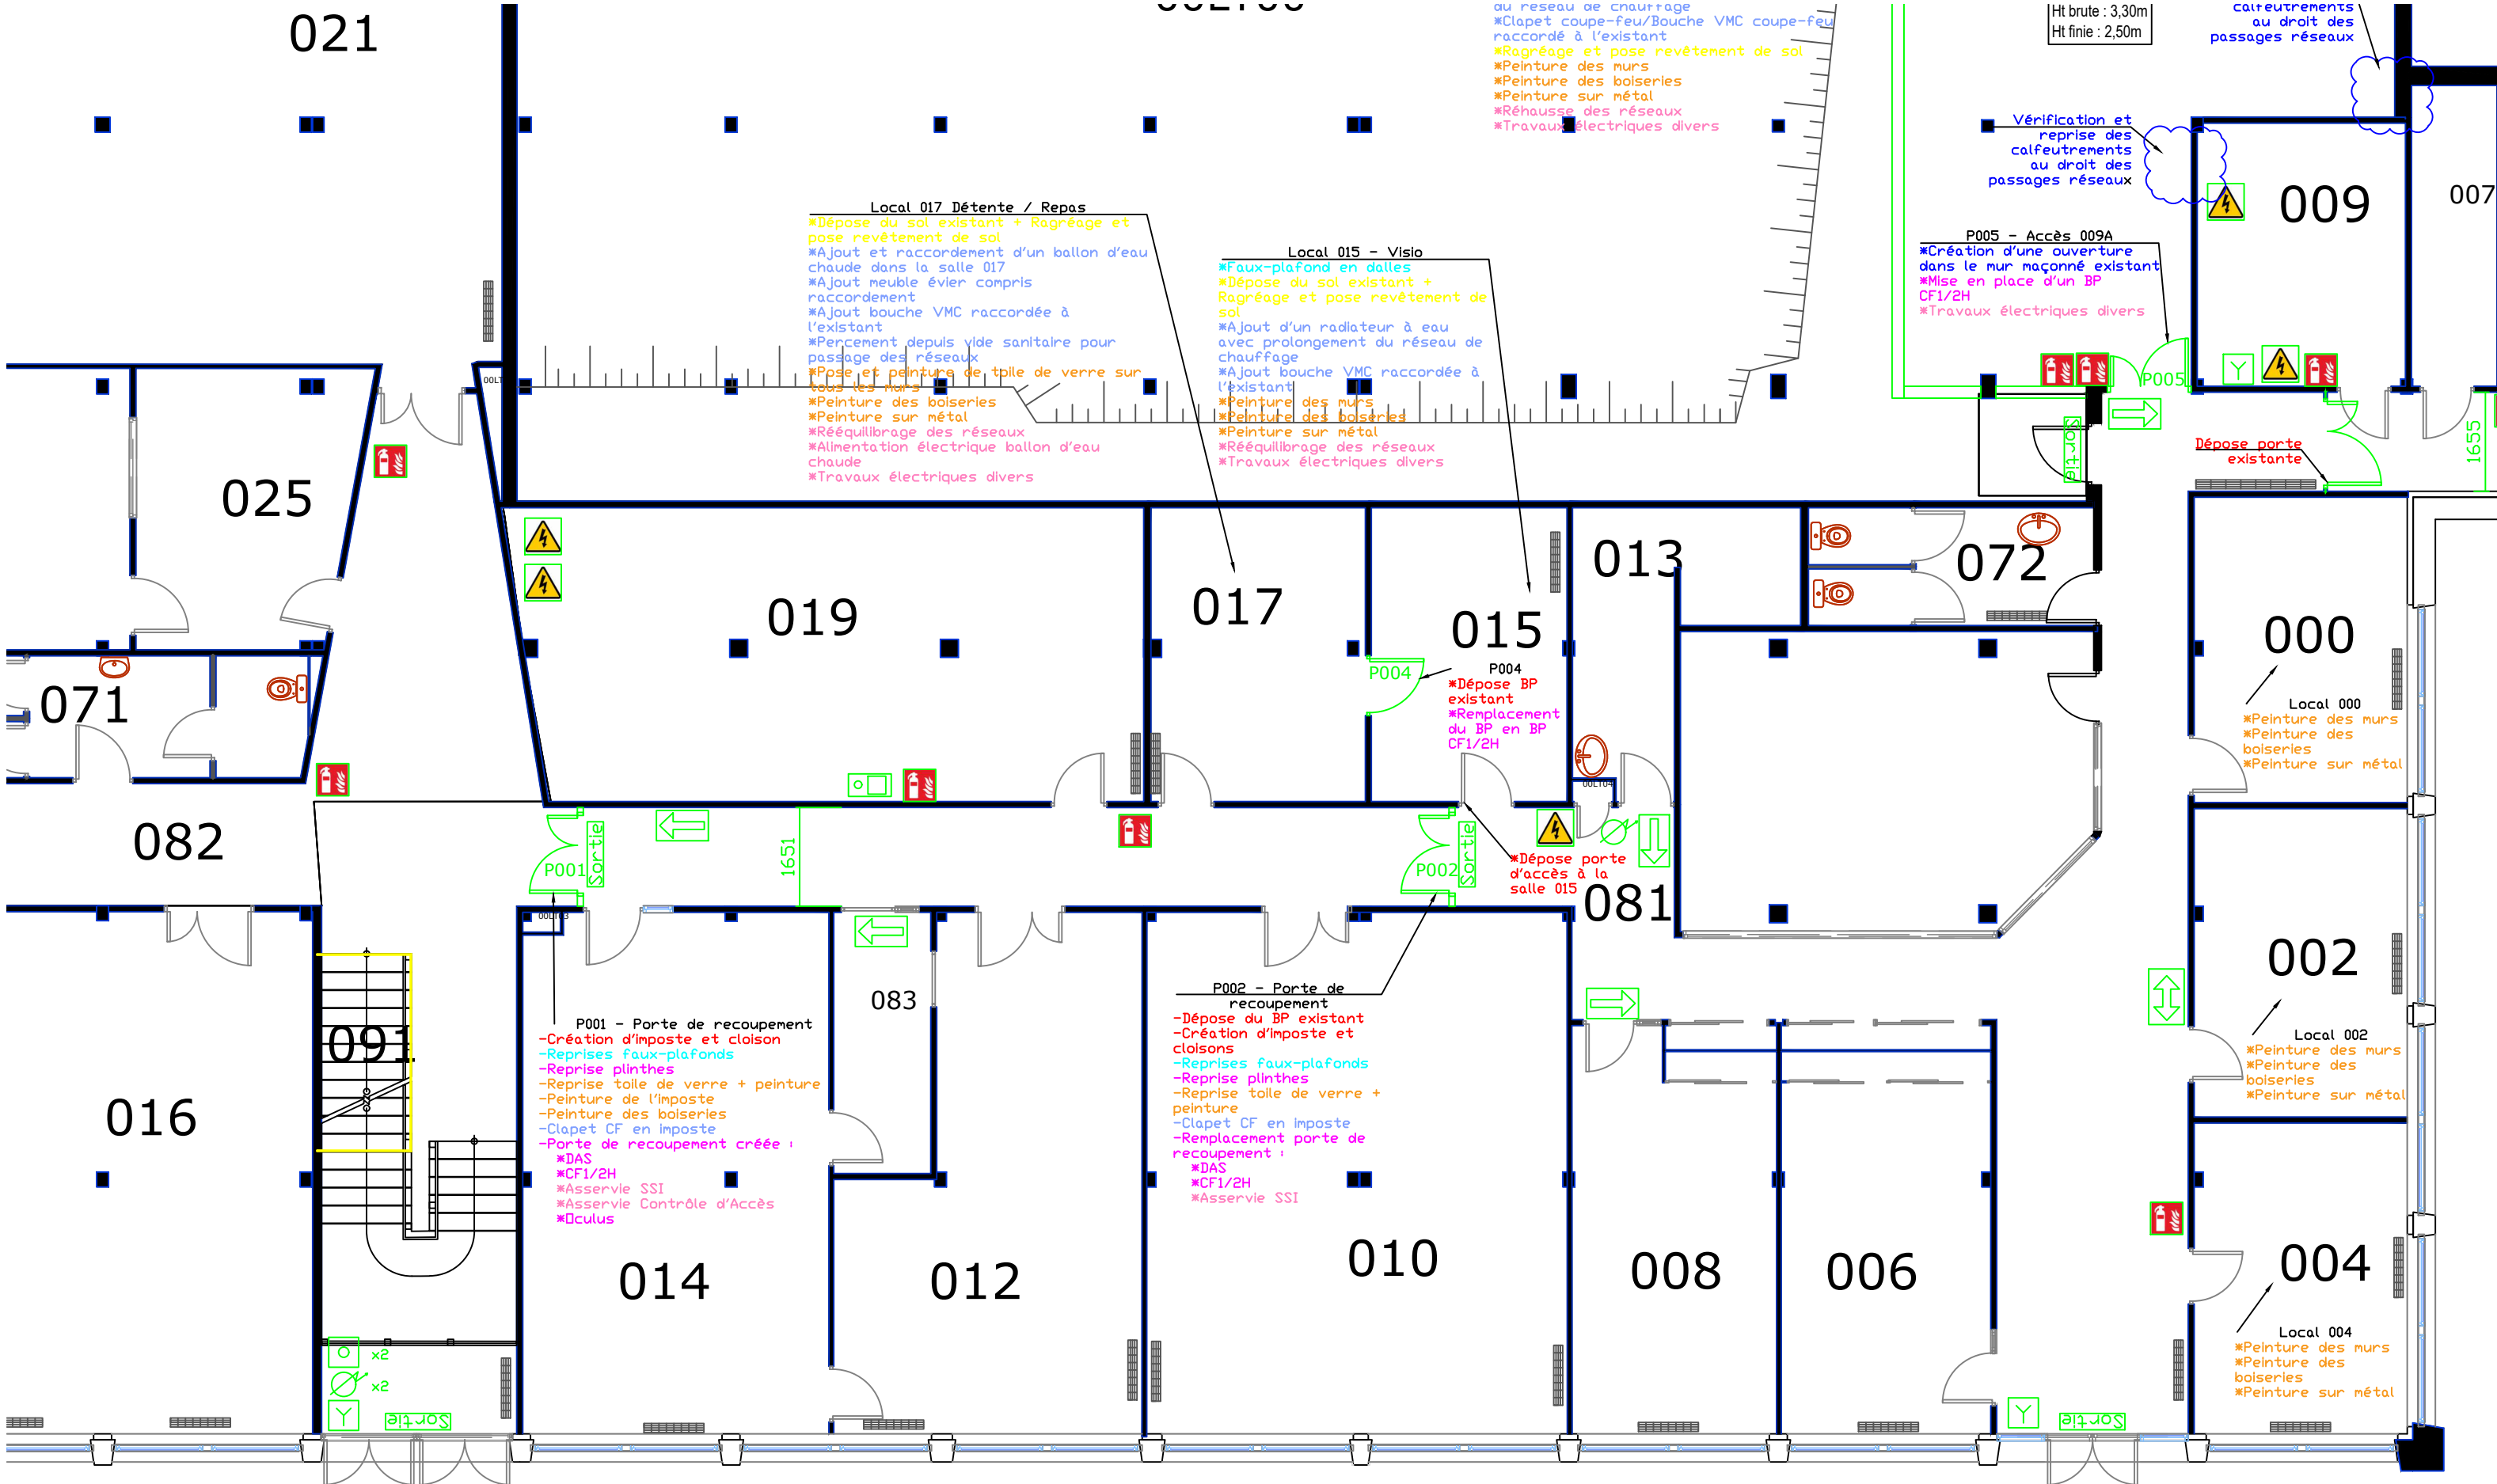 021
du réseau de chauffage
*Clapet coupe-feu/Bouche VMC coupe-feu
raccordé à l'existant
*Ragréage et pose revêtement de sol
*Peinture des murs
*Peinture des boiseries
*Peinture sur métal
*Réhausse des réseaux
*Travaux électriques divers
Ht brute : 3,30m
Ht finie : 2,50m
calfeutrements
au droit des
passages réseaux
Vérification et
reprise des
calfeutrements
au droit des
passages réseaux
009
007
P005 - Accès 009A
*Création d'une ouverture
dans le mur maçonné existant
*Mise en place d'un BP
CF1/2H
*Travaux électriques divers
P005
Y
Sortie
Dépose porte
existante
1655
Local 017 Détente / Repas
*Dépose du sol existant + Ragréage et
pose revêtement de sol
*Ajout et raccordement d'un ballon d'eau
chaude dans la salle 017
*Ajout meuble évier compris
raccordement
*Ajout bouche VMC raccordée à
l'existant
*Percement depuis vide sanitaire pour
passage des réseaux
*Pose et peinture de toile de verre sur
tous les murs
*Peinture des boiseries
*Peinture sur métal
*Rééquilibrage des réseaux
*Alimentation électrique ballon d'eau
chaude
*Travaux électriques divers
Local 015 - Visio
*Faux-plafond en dalles
*Dépose du sol existant +
Ragréage et pose revêtement de
sol
*Ajout d'un radiateur à eau
avec prolongement du réseau de
chauffage
*Ajout bouche VMC raccordée à
l'existant
*Peinture des murs
*Peinture des boiseries
*Peinture sur métal
*Rééquilibrage des réseaux
*Travaux électriques divers
025
019
017
015
013
072
000
071
P004
P004
*Dépose BP
existant
*Remplacement
du BP en BP
CF1/2H
Local 000
*Peinture des murs
*Peinture des
boiseries
*Peinture sur métal
00LT04
082
P001
Sortie
1651
P002
Sortie
*Dépose porte
d'accès à la
salle 015
081
00LT03
083
002
091
016
P001 - Porte de recoupement
-Création d'imposte et cloison
-Reprises faux-plafonds
-Reprise plinthes
-Reprise toile de verre + peinture
-Peinture de l'imposte
-Peinture des boiseries
-Clapet CF en imposte
-Porte de recoupement créée :
*DAS
*CF1/2H
*Asservie SSI
*Asservie Contrôle d'Accès
*□culus
P002 - Porte de
recoupement
-Dépose du BP existant
-Création d'imposte et
cloisons
-Reprises faux-plafonds
-Reprise plinthes
-Reprise toile de verre +
peinture
-Clapet CF en imposte
-Remplacement porte de
recoupement :
*DAS
*CF1/2H
*Asservie SSI
Local 002
*Peinture des murs
*Peinture des
boiseries
*Peinture sur métal
014
012
010
008
006
004
Local 004
*Peinture des murs
*Peinture des
boiseries
*Peinture sur métal
x2
x2
Y
Sortie
Y
Sortie